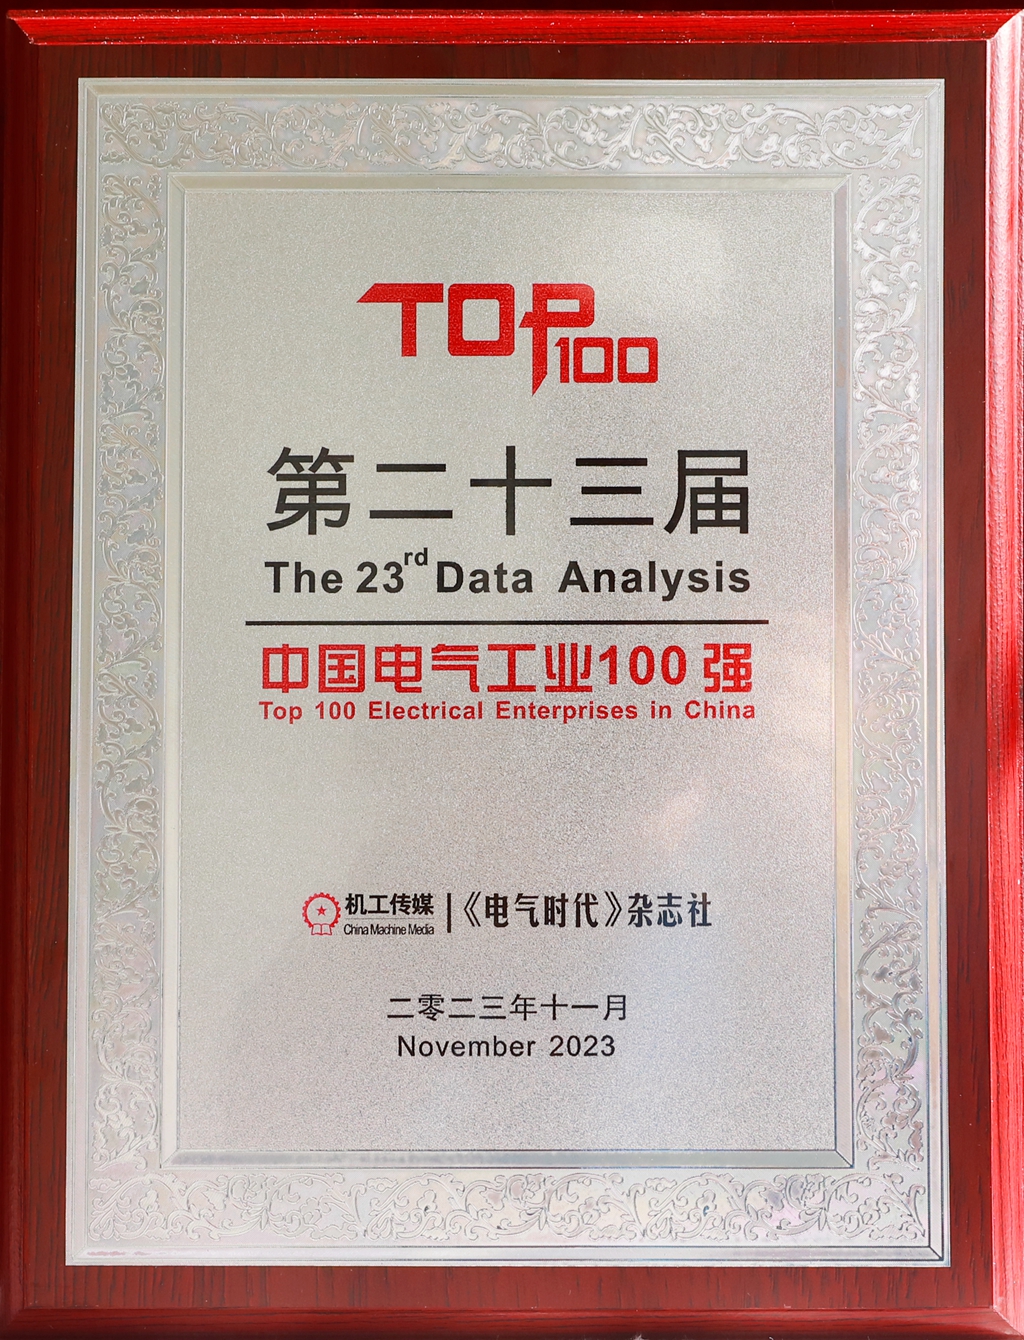 TOP100
第二十三届
The 23rd Data Analysis
中国电气工业100强
Top 100 Electrical Enterprises in China
机工传媒 | 《电气时代》杂志社
China Machine Media
二零二三年十一月
November 2023